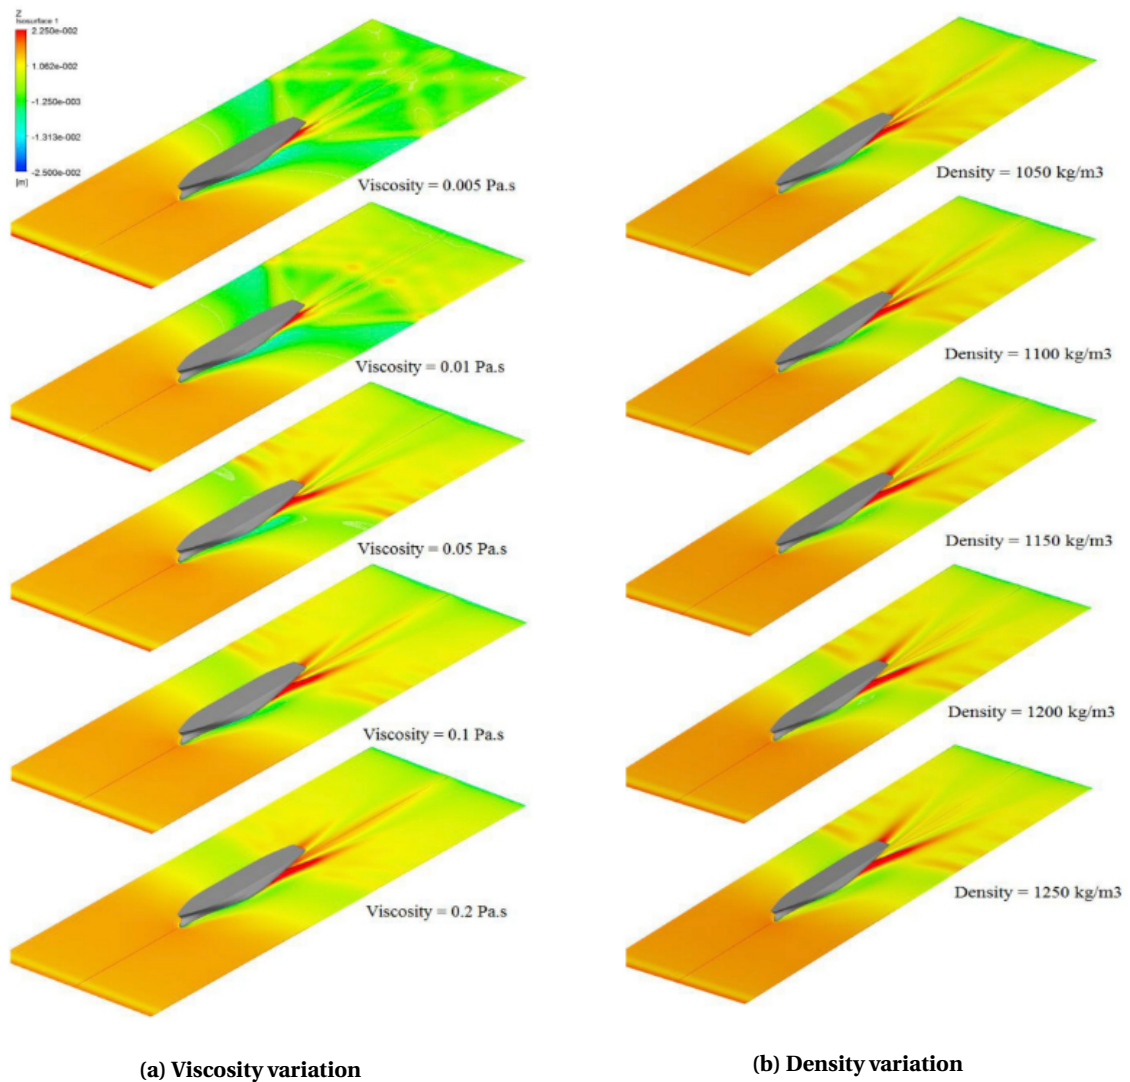 Z
Isosurface 1
2.250e-002
1.062e-002
-1.250e-003
-1.313e-002
-2.500e-002
[m]
Viscosity = 0.005 Pa.s
Viscosity = 0.01 Pa.s
Viscosity = 0.05 Pa.s
Viscosity = 0.1 Pa.s
Viscosity = 0.2 Pa.s
(a) Viscosity variation
Density = 1050 kg/m3
Density = 1100 kg/m3
Density = 1150 kg/m3
Density = 1200 kg/m3
Density = 1250 kg/m3
(b) Density variation